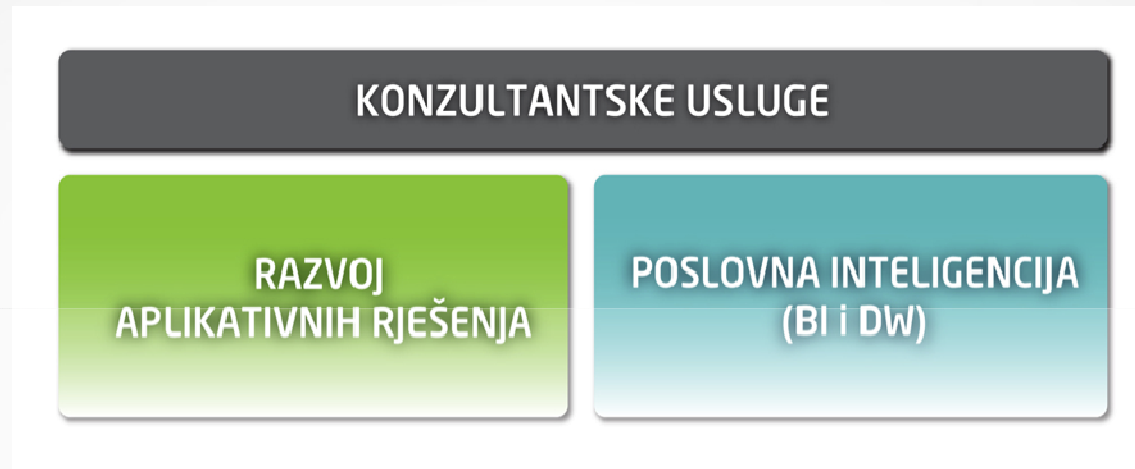 KONZULTANTSKE USLUGE
RAZVOJ
APLIKATIVNIH RJEŠENJA
POSLOVNA INTELIGENCIJA
(BI i DW)